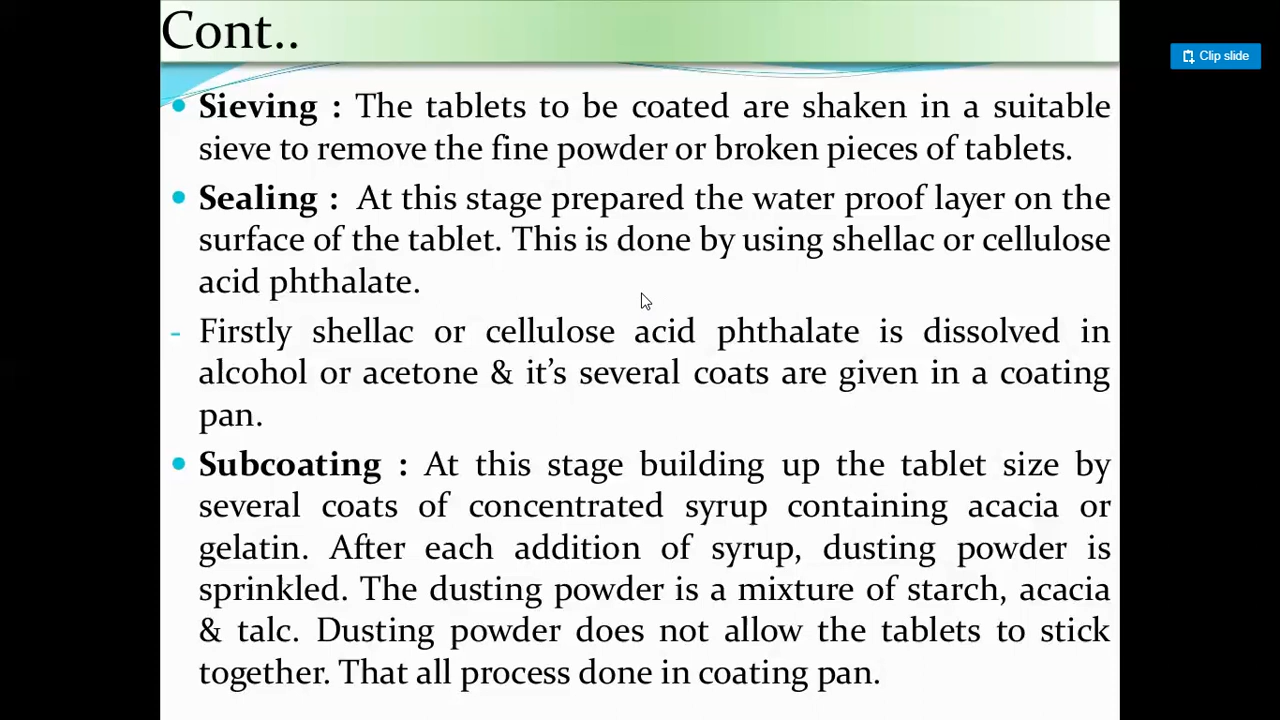 Cont..
Clip slide
• Sieving : The tablets to be coated are shaken in a suitable
sieve to remove the fine powder or broken pieces of tablets.
• Sealing : At this stage prepared the water proof layer on the
surface of the tablet. This is done by using shellac or cellulose
acid phthalate.
- Firstly shellac or cellulose acid phthalate is dissolved in
alcohol or acetone & it's several coats are given in a coating
pan.
• Subcoating : At this stage building up the tablet size by
several coats of concentrated syrup containing acacia or
gelatin. After each addition of syrup, dusting powder is
sprinkled. The dusting powder is a mixture of starch, acacia
& talc. Dusting powder does not allow the tablets to stick
together. That all process done in coating pan.